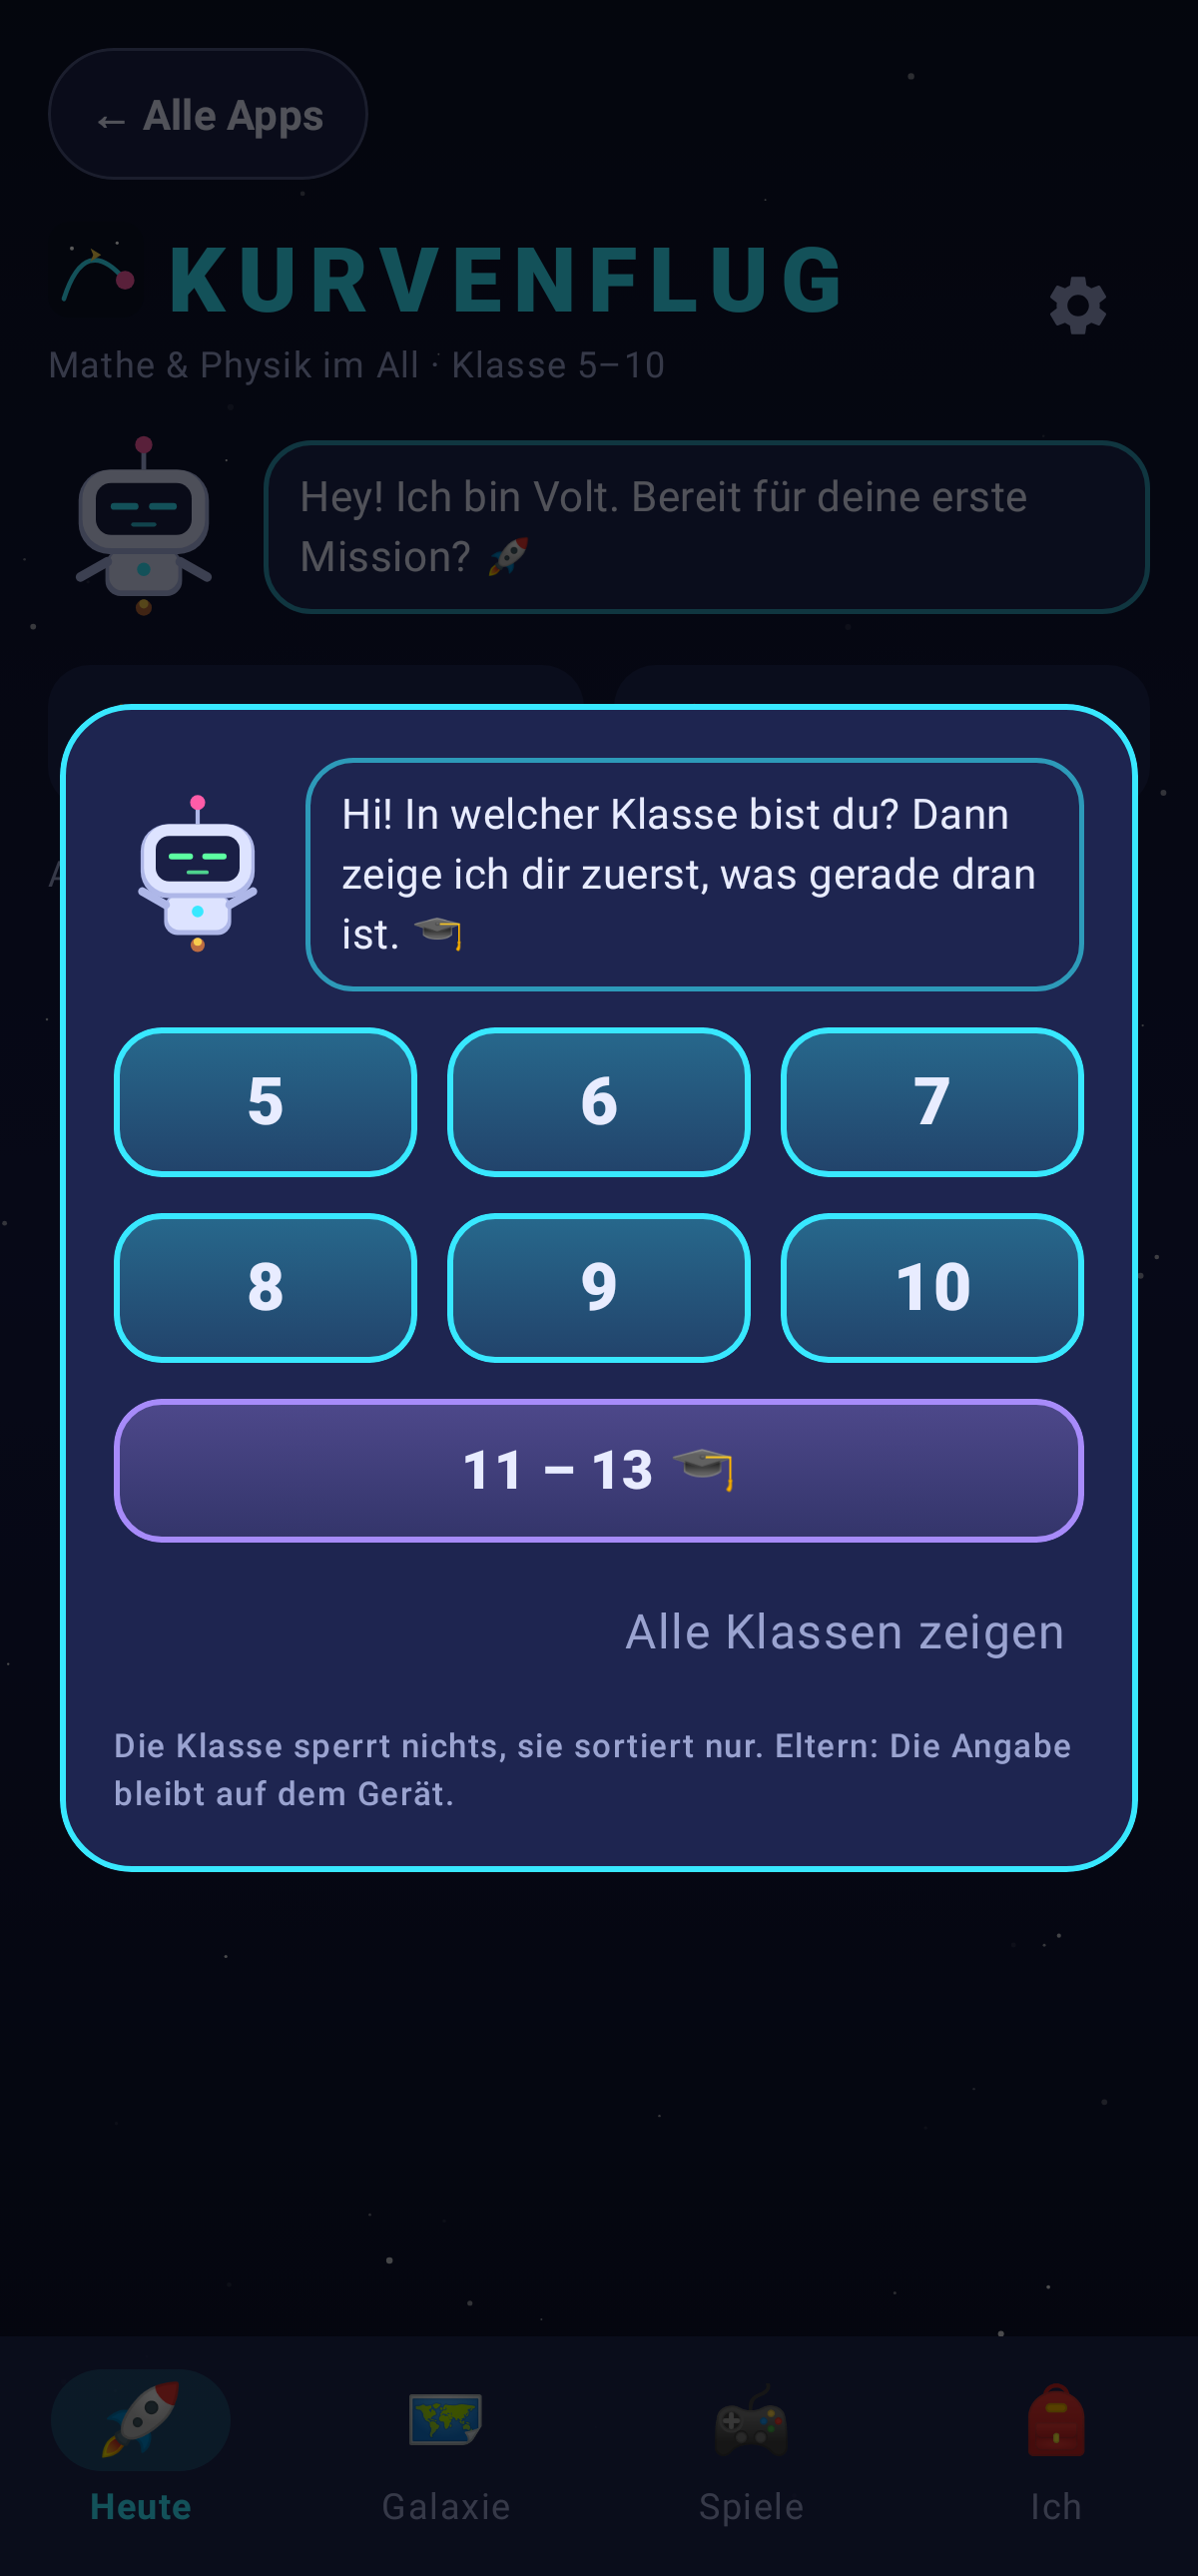 ← Alle Apps
KURVENFLUG
Mathe & Physik im All · Klasse 5–10
Hey! Ich bin Volt. Bereit für deine erste
Mission? 🚀
Hi! In welcher Klasse bist du? Dann
zeige ich dir zuerst, was gerade dran
ist. 🎓
5
6
7
8
9
10
11 – 13 🎓
Alle Klassen zeigen
Die Klasse sperrt nichts, sie sortiert nur. Eltern: Die Angabe
bleibt auf dem Gerät.
Heute
Galaxie
Spiele
Ich